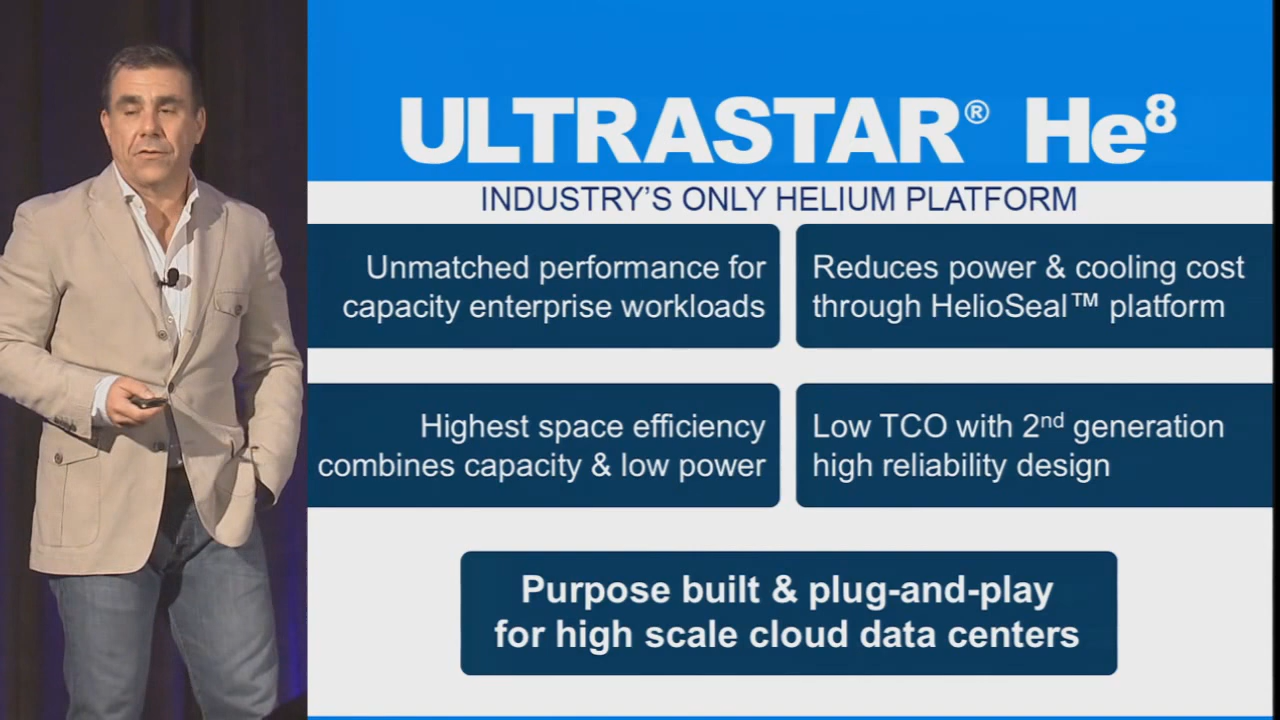 ULTRASTAR® He⁸
INDUSTRY'S ONLY HELIUM PLATFORM
Unmatched performance for
capacity enterprise workloads
Reduces power & cooling cost
through HelioSeal™ platform
Highest space efficiency
combines capacity & low power
Low TCO with 2nd generation
high reliability design
Purpose built & plug-and-play
for high scale cloud data centers